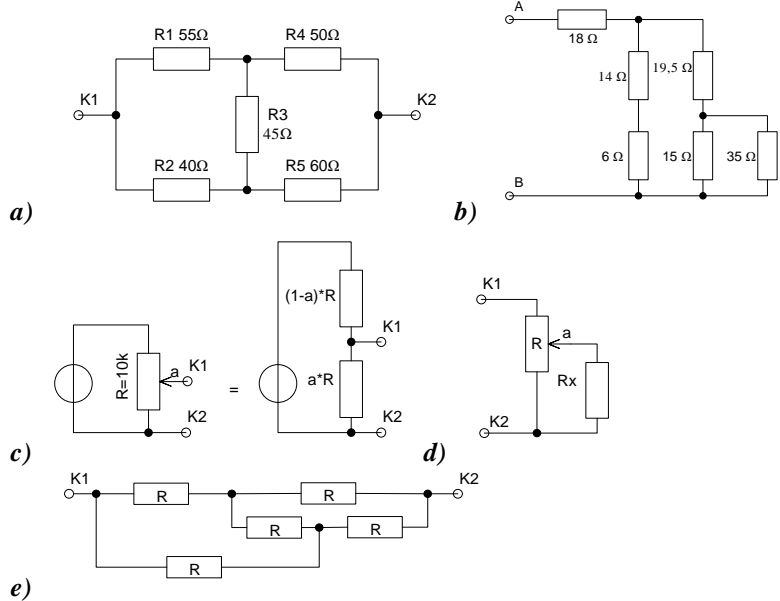 R1 55Ω R4 50Ω
K1 K2
R3
45Ω
R2 40Ω R5 60Ω
a)
A
18 Ω
14 Ω 19,5 Ω
6 Ω 15 Ω 35 Ω
B
b)
(1-a)*R
K1
R=10k
a K1
=
a*R
K2 K2
c)
K1
R a
Rx
K2
d)
K1 K2
R R
R R
R
e)